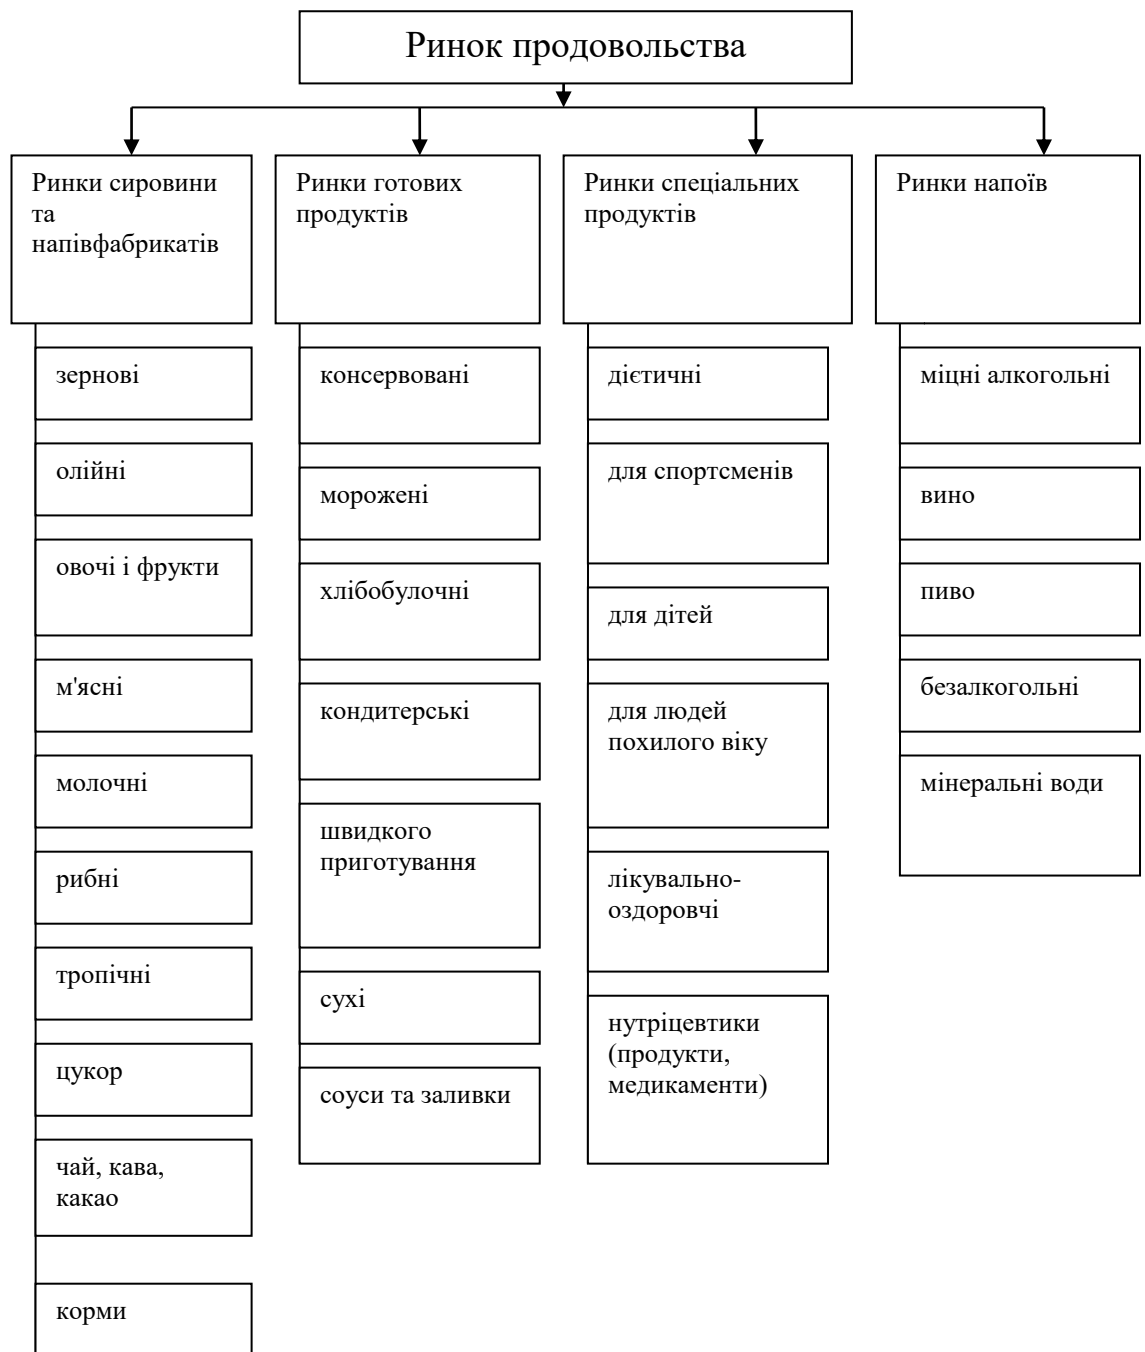 Ринок продовольства
Ринки сировини
та
напівфабрикатів
зернові
олійні
овочі і фрукти
м'ясні
молочні
рибні
тропічні
цукор
чай, кава,
какао
корми
Ринки готових
продуктів
консервовані
морожені
хлібобулочні
кондитерські
швидкого
приготування
сухі
соуси та заливки
Ринки спеціальних
продуктів
дієтичні
для спортсменів
для дітей
для людей
похилого віку
лікувально-
оздоровчі
нутріцевтики
(продукти,
медикаменти)
Ринки напоїв
міцні алкогольні
вино
пиво
безалкогольні
мінеральні води